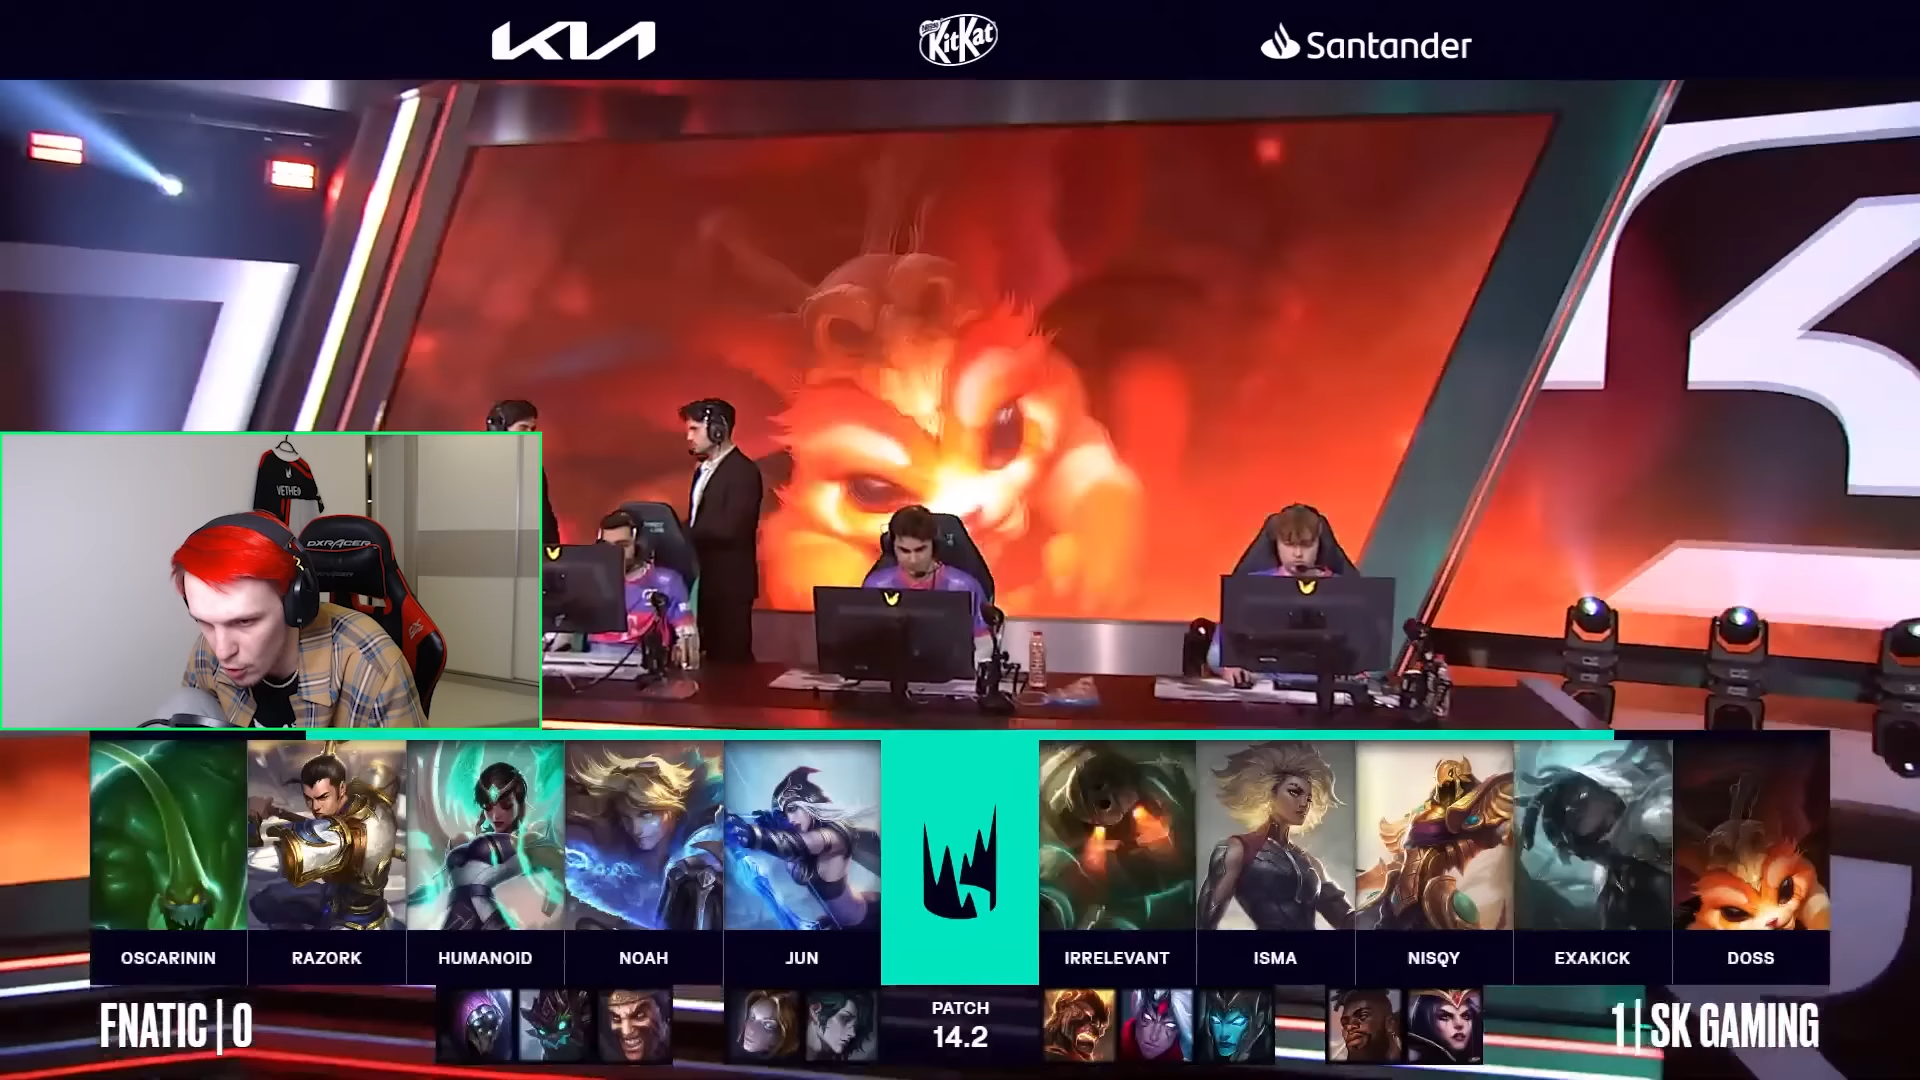 KIA
Nestlé
KitKat
Santander
VETHEO
DXRACER
OSCARININ
RAZORK
HUMANOID
NOAH
JUN
IRRELEVANT
ISMA
NISQY
EXAKICK
DOSS
FNATIC | 0
PATCH
14.2
1 | SK GAMING